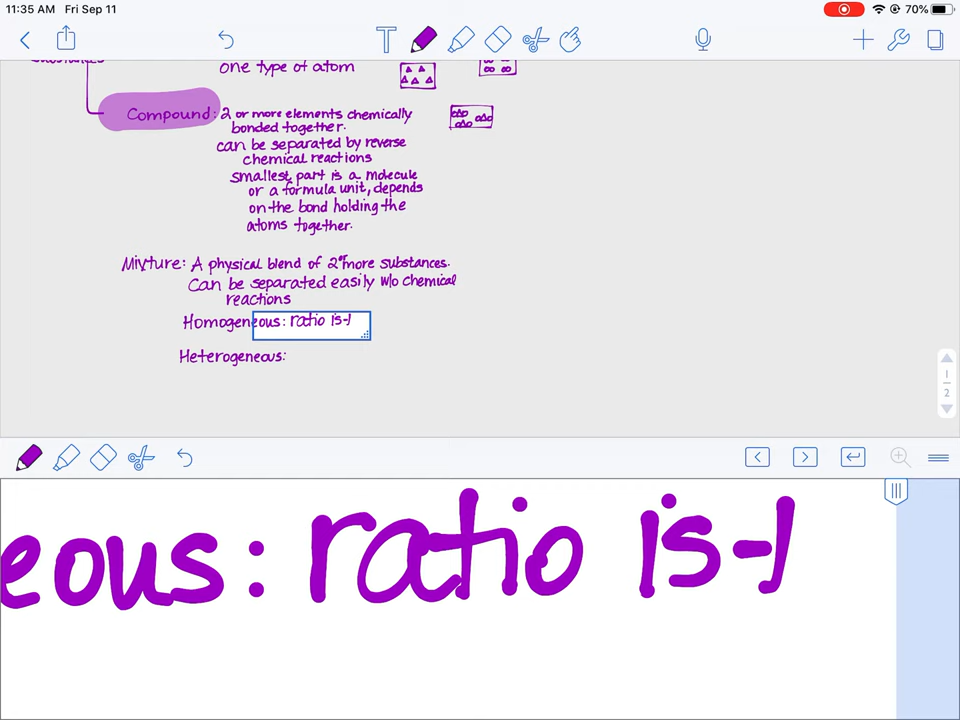 11:35 AM Fri Sep 11
70%
T
one type of atom
Compound: 2 or more elements chemically
bonded together.
can be separated by reverse
chemical reactions
smallest part is a molecule
or a formula unit, depends
on the bond holding the
atoms together.
Mixture: A physical blend of 2 or more substances.
Can be separated easily w/o chemical
reactions
Homogeneous: ratio is
Heterogeneous:
1
2
eous: ratio is